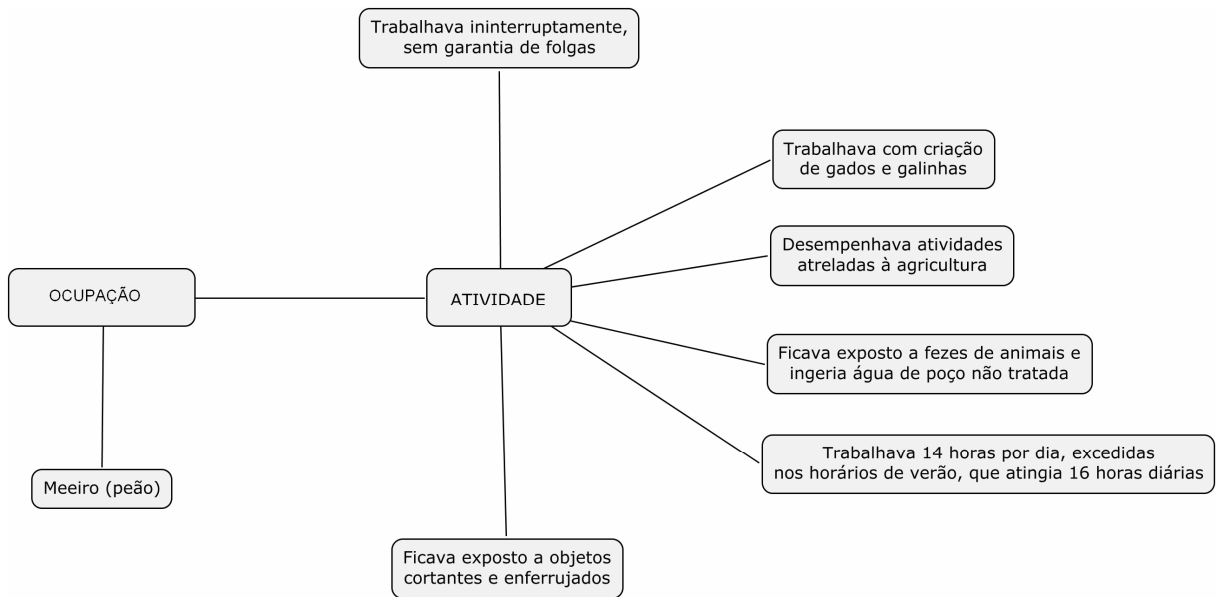 Trabalhava ininterruptamente,
sem garantia de folgas
Trabalhava com criação
de gados e galinhas
Desempenhava atividades
atreladas à agricultura
OCUPAÇÃO
ATIVIDADE
Ficava exposto a fezes de animais e
ingeria água de poço não tratada
Trabalhava 14 horas por dia, excedidas
nos horários de verão, que atingia 16 horas diárias
Meeiro (peão)
Ficava exposto a objetos
cortantes e enferrujados